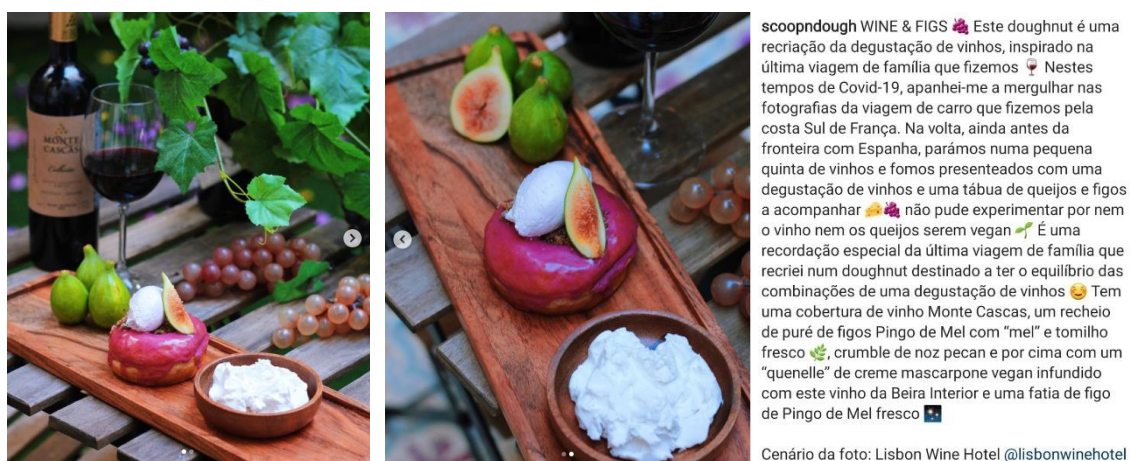 MONTE
CASCAS
Colheita
scoopndough WINE & FIGS 🍇 Este doughnut é uma
recriação da degustação de vinhos, inspirado na
última viagem de família que fizemos 🍷 Nestes
tempos de Covid-19, apanhei-me a mergulhar nas
fotografias da viagem de carro que fizemos pela
costa Sul de França. Na volta, ainda antes da
fronteira com Espanha, parámos numa pequena
quinta de vinhos e fomos presenteados com uma
degustação de vinhos e uma tábua de queijos e figos
a acompanhar 🧀🍇 não pude experimentar por nem
o vinho nem os queijos serem vegan 🌱 É uma
recordação especial da última viagem de família que
recriei num doughnut destinado a ter o equilíbrio das
combinações de uma degustação de vinhos ☺️ Tem
uma cobertura de vinho Monte Cascas, um recheio
de puré de figos Pingo de Mel com “mel” e tomilho
fresco 🌿, crumble de noz pecan e por cima com um
“quenelle” de creme mascarpone vegan infundido
com este vinho da Beira Interior e uma fatia de figo
de Pingo de Mel fresco 🌌
Cenário da foto: Lisbon Wine Hotel @lisbonwinehotel